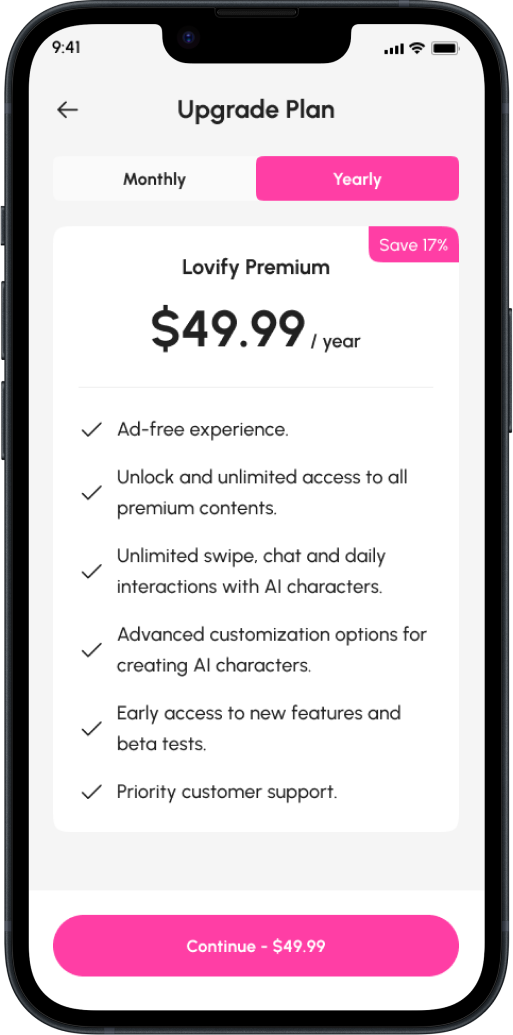 9:41
Upgrade Plan
Monthly Yearly
Save 17%
Lovify Premium
$49.99 / year
Ad-free experience.
Unlock and unlimited access to all
premium contents.
Unlimited swipe, chat and daily
interactions with AI characters.
Advanced customization options for
creating AI characters.
Early access to new features and
beta tests.
Priority customer support.
Continue - $49.99